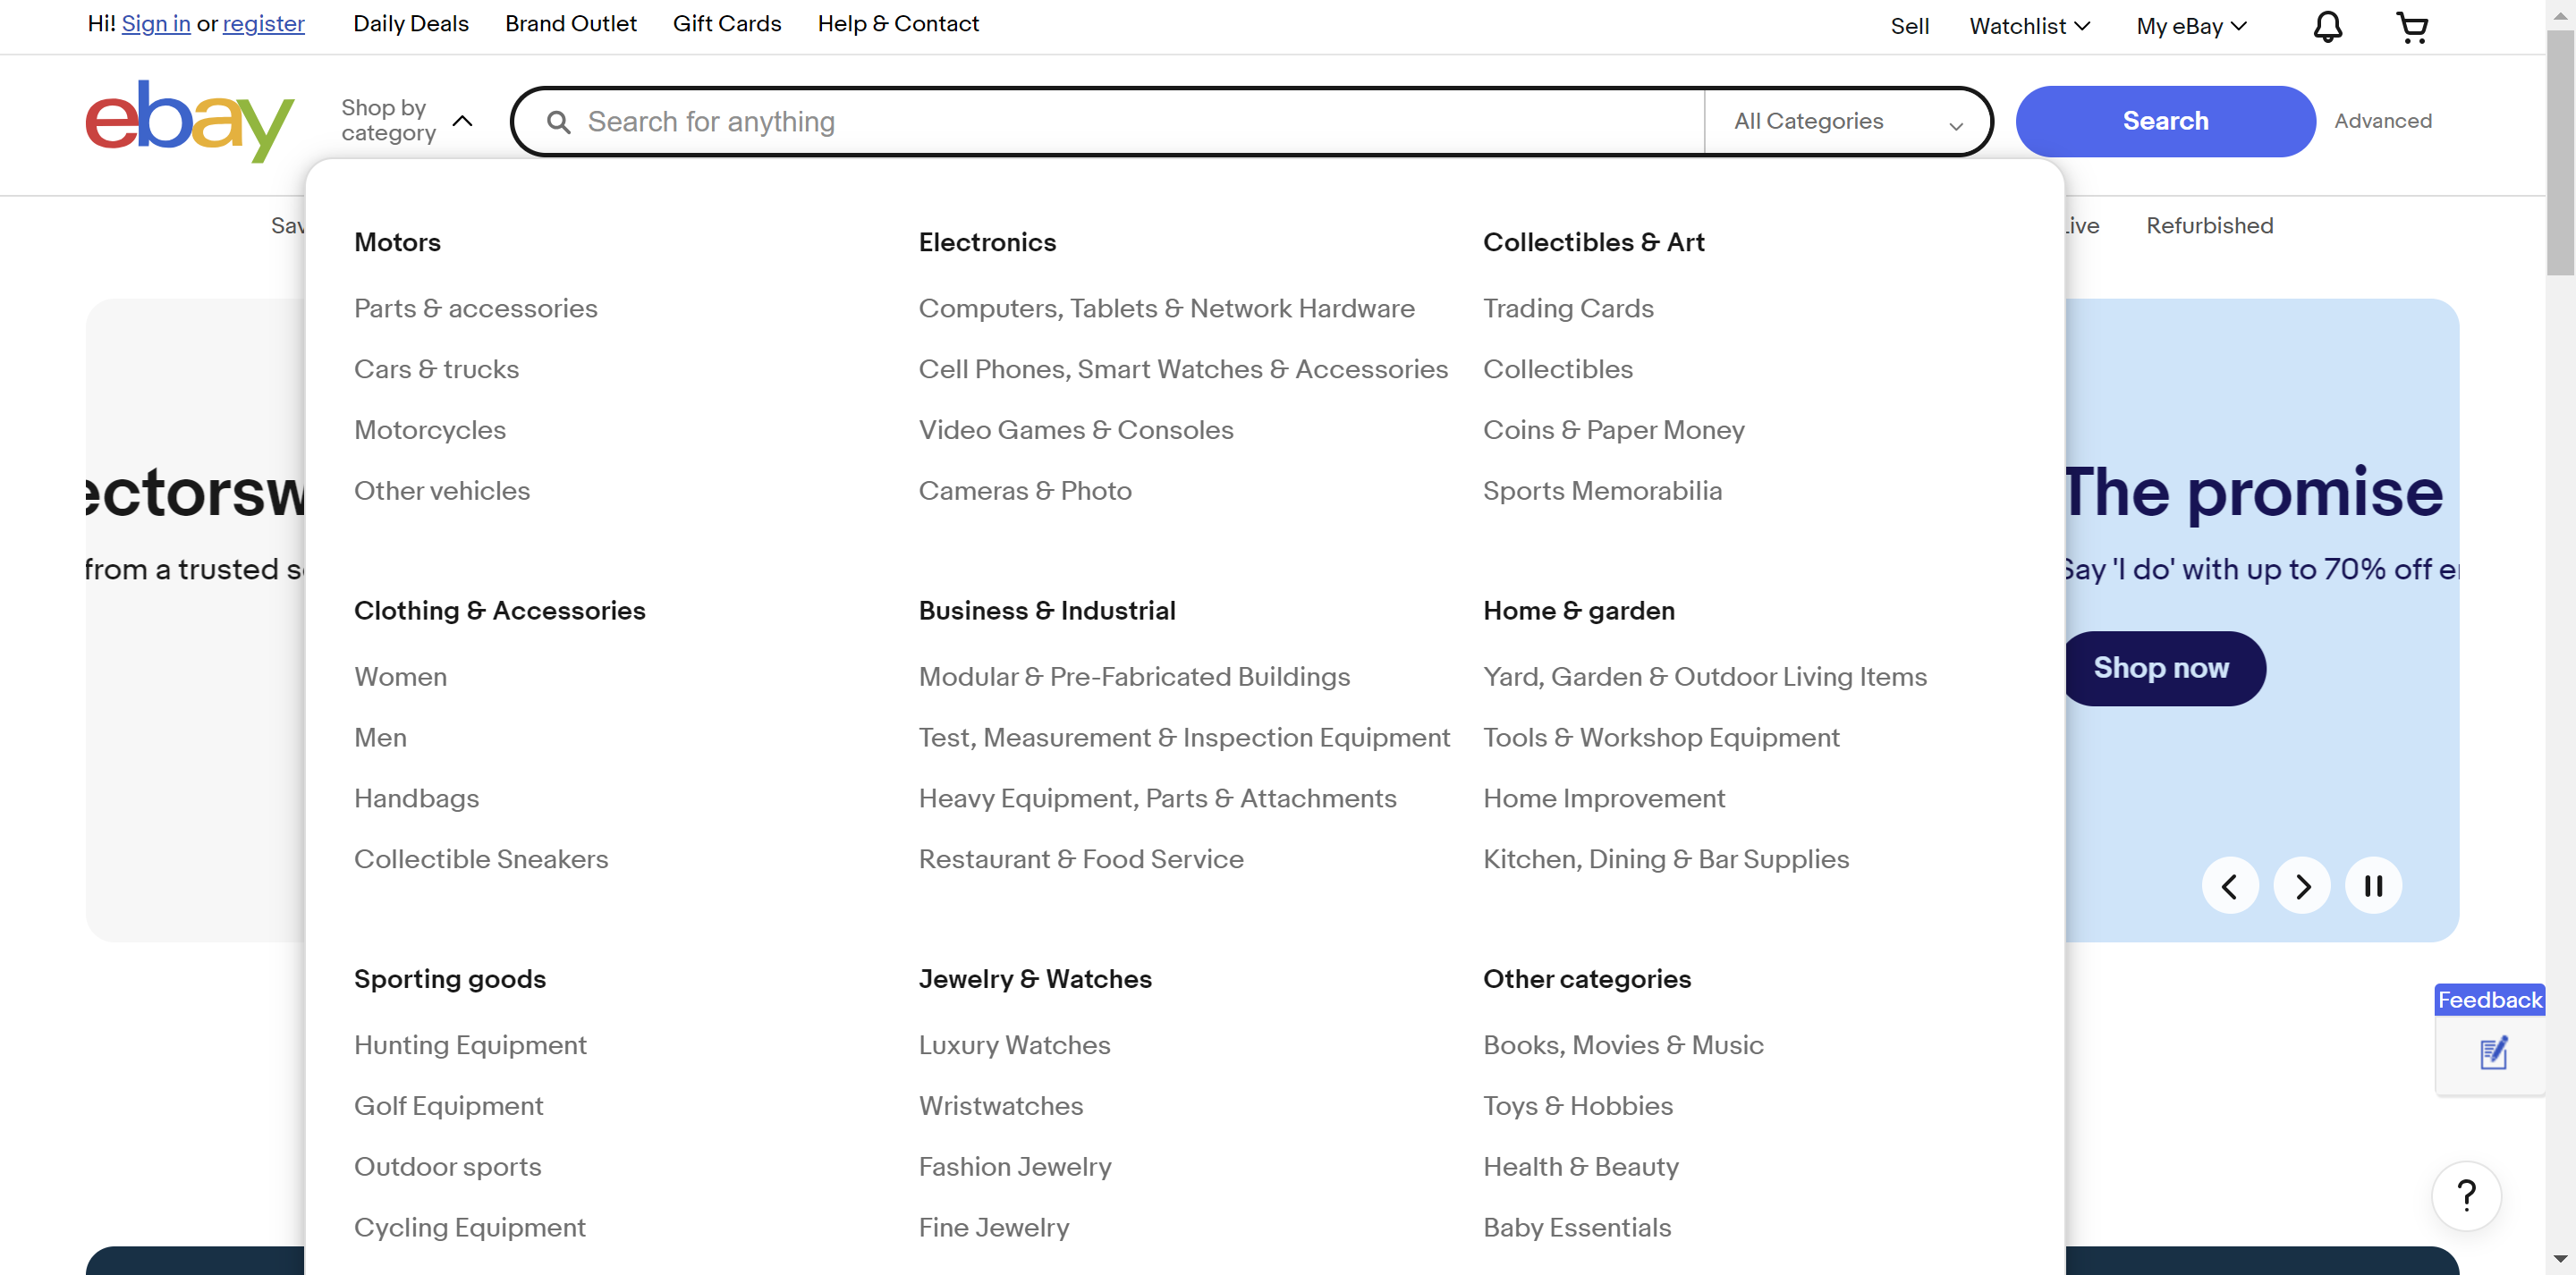 Hi! Sign in or register
Daily Deals
Brand Outlet
Gift Cards
Help & Contact
Sell
Watchlist
My eBay
ebay
Shop by
category
Search for anything
All Categories
Search
Advanced
Sav
Live
Refurbished
Motors
Parts & accessories
Cars & trucks
Motorcycles
Other vehicles
Electronics
Computers, Tablets & Network Hardware
Cell Phones, Smart Watches & Accessories
Video Games & Consoles
Cameras & Photo
Collectibles & Art
Trading Cards
Collectibles
Coins & Paper Money
Sports Memorabilia
Clothing & Accessories
Women
Men
Handbags
Collectible Sneakers
Business & Industrial
Modular & Pre-Fabricated Buildings
Test, Measurement & Inspection Equipment
Heavy Equipment, Parts & Attachments
Restaurant & Food Service
Home & garden
Yard, Garden & Outdoor Living Items
Tools & Workshop Equipment
Home Improvement
Kitchen, Dining & Bar Supplies
Sporting goods
Hunting Equipment
Golf Equipment
Outdoor sports
Cycling Equipment
Jewelry & Watches
Luxury Watches
Wristwatches
Fashion Jewelry
Fine Jewelry
Other categories
Books, Movies & Music
Toys & Hobbies
Health & Beauty
Baby Essentials
ectorsw
from a trusted s
The promise
Say 'I do' with up to 70% off e
Shop now
Feedback
?